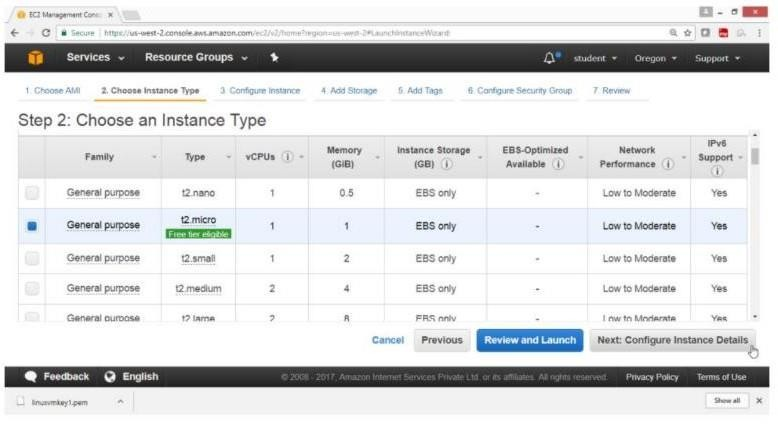 EC2 Management Consc
Secure | https://us-west-2.console.aws.amazon.com/ec2/v2/home?region=us-west-2#LaunchInstanceWizard:
Services Resource Groups student Oregon Support
1. Choose AMI 2. Choose Instance Type 3. Configure Instance 4. Add Storage 5. Add Tags 6. Configure Security Group 7. Review
Step 2: Choose an Instance Type
Family Type vCPUs Memory (GiB) Instance Storage (GB) EBS-Optimized Available Network Performance IPv6 Support
General purpose t2.nano 1 0.5 EBS only - Low to Moderate Yes
General purpose t2.micro 1 1 EBS only - Low to Moderate Yes
Free tier eligible
General purpose t2.small 1 2 EBS only - Low to Moderate Yes
General purpose t2.medium 2 4 EBS only - Low to Moderate Yes
General purpose t2.large 2 8 EBS only - Low to Moderate Yes
Cancel Previous Review and Launch Next: Configure Instance Details
Feedback English © 2008 - 2017, Amazon Internet Services Private Ltd. or its affiliates. All rights reserved. Privacy Policy Terms of Use
linuxvmkey1.pem Show all